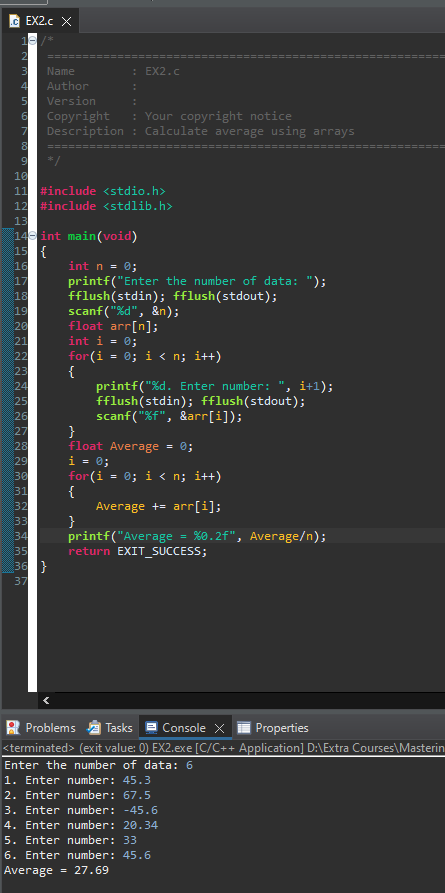 EX2.c
1 /*
2 ==========================================================
3 Name        : EX2.c
4 Author      :
5 Version     :
6 Copyright   : Your copyright notice
7 Description : Calculate average using arrays
8 ==========================================================
9 */
10
11 #include <stdio.h>
12 #include <stdlib.h>
13
14 int main(void)
15 {
16     int n = 0;
17     printf("Enter the number of data: ");
18     fflush(stdin); fflush(stdout);
19     scanf("%d", &n);
20     float arr[n];
21     int i = 0;
22     for(i = 0; i < n; i++)
23     {
24         printf("%d. Enter number: ", i+1);
25         fflush(stdin); fflush(stdout);
26         scanf("%f", &arr[i]);
27     }
28     float Average = 0;
29     i = 0;
30     for(i = 0; i < n; i++)
31     {
32         Average += arr[i];
33     }
34     printf("Average = %0.2f", Average/n);
35     return EXIT_SUCCESS;
36 }
37
Problems Tasks Console Properties
<terminated> (exit value: 0) EX2.exe [C/C++ Application] D:\Extra Courses\Masterin
Enter the number of data: 6
1. Enter number: 45.3
2. Enter number: 67.5
3. Enter number: -45.6
4. Enter number: 20.34
5. Enter number: 33
6. Enter number: 45.6
Average = 27.69